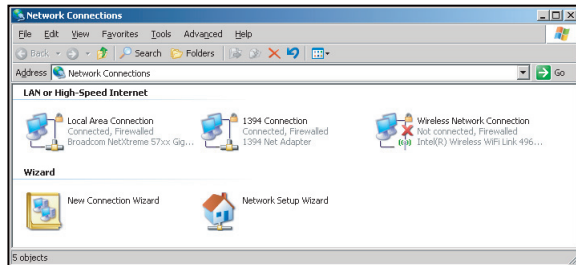 Network Connections
File Edit View Favorites Tools Advanced Help
Back Search Folders
Address Network Connections Go
LAN or High-Speed Internet
Local Area Connection
Connected, Firewalled
Broadcom NetXtreme 57xx Gig...
1394 Connection
Connected, Firewalled
1394 Net Adapter
Wireless Network Connection
Not connected, Firewalled
Intel(R) Wireless WiFi Link 496...
Wizard
New Connection Wizard
Network Setup Wizard
5 objects